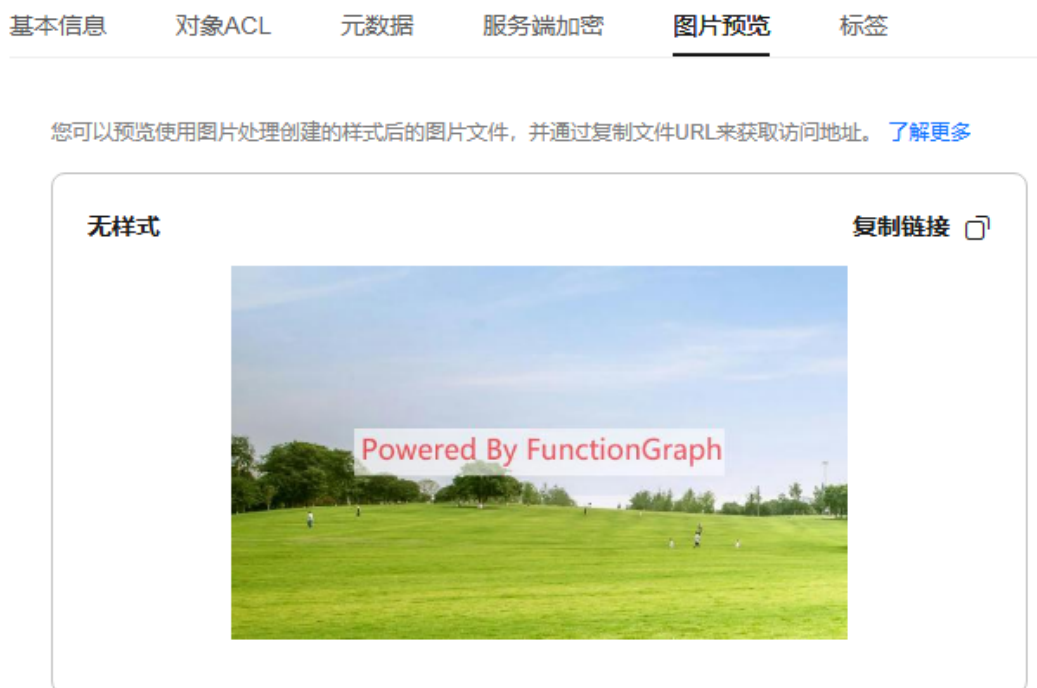 基本信息 对象ACL 元数据 服务端加密 图片预览 标签
您可以预览使用图片处理创建的样式后的图片文件，并通过复制文件URL来获取访问地址。 了解更多
无样式 复制链接
Powered By FunctionGraph